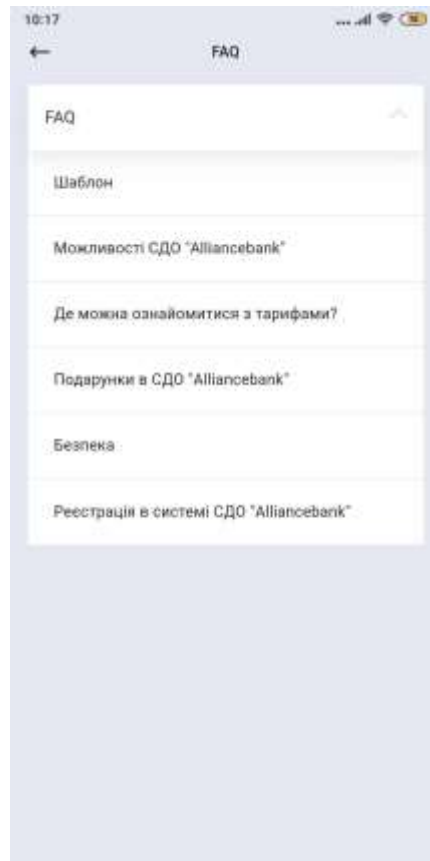 10:17
FAQ
FAQ
Шаблон
Можливості СДО "Alliancebank"
Де можна ознайомитися з тарифами?
Подарунки в СДО "Alliancebank"
Безпека
Реєстрація в системі СДО "Alliancebank"